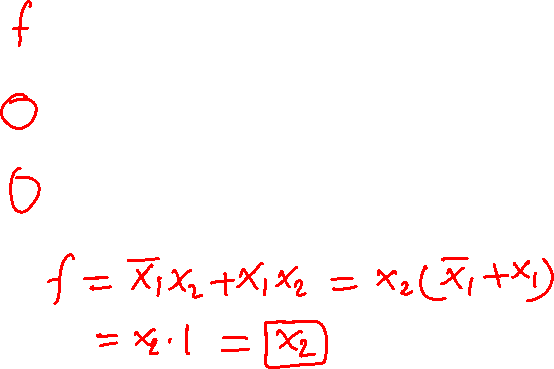 f
0
0
f = x̄₁x₂ + x₁x₂ = x₂(x̄₁ + x₁)
= x₂ · 1 = x₂